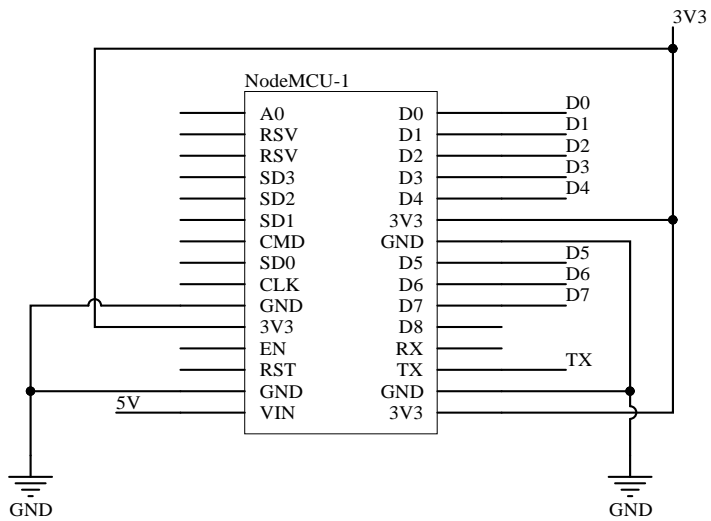 3V3
NodeMCU-1
A0 D0 D0
RSV D1 D1
RSV D2 D2
SD3 D3 D3
SD2 D4 D4
SD1 3V3
CMD GND
SD0 D5 D5
CLK D6 D6
GND D7 D7
3V3 D8
EN RX
RST TX TX
GND GND
5V VIN 3V3
GND GND